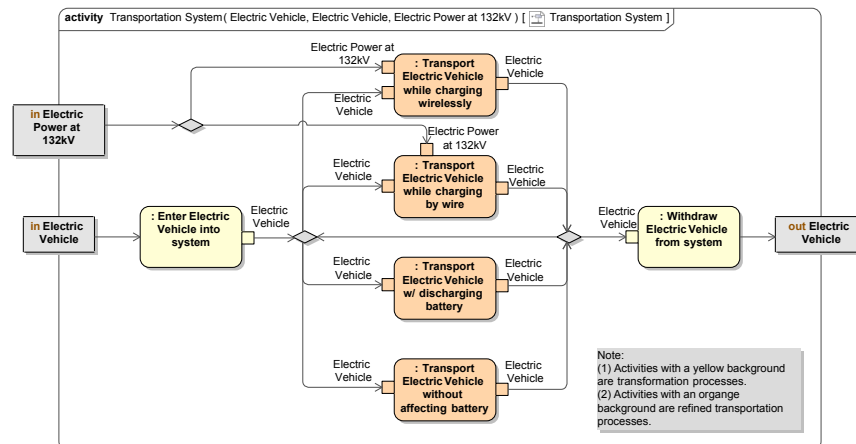 activity Transportation System( Electric Vehicle, Electric Vehicle, Electric Power at 132kV ) [ Transportation System ]
Electric Power at
132kV
: Transport
Electric Vehicle
while charging
wirelessly
Electric
Vehicle
in Electric
Power at
132kV
Electric
Vehicle
Electric Power
at 132kV
Electric
Vehicle
: Transport
Electric Vehicle
while charging
by wire
Electric
Vehicle
in Electric
Vehicle
: Enter Electric
Vehicle into
system
Electric
Vehicle
Electric
Vehicle
: Withdraw
Electric Vehicle
from system
out Electric
Vehicle
Electric
Vehicle
: Transport
Electric Vehicle
w/ discharging
battery
Electric
Vehicle
Electric
Vehicle
: Transport
Electric Vehicle
without
affecting battery
Electric
Vehicle
Note:
(1) Activities with a yellow background
are transformation processes.
(2) Activities with an organge
background are refined transportation
processes.